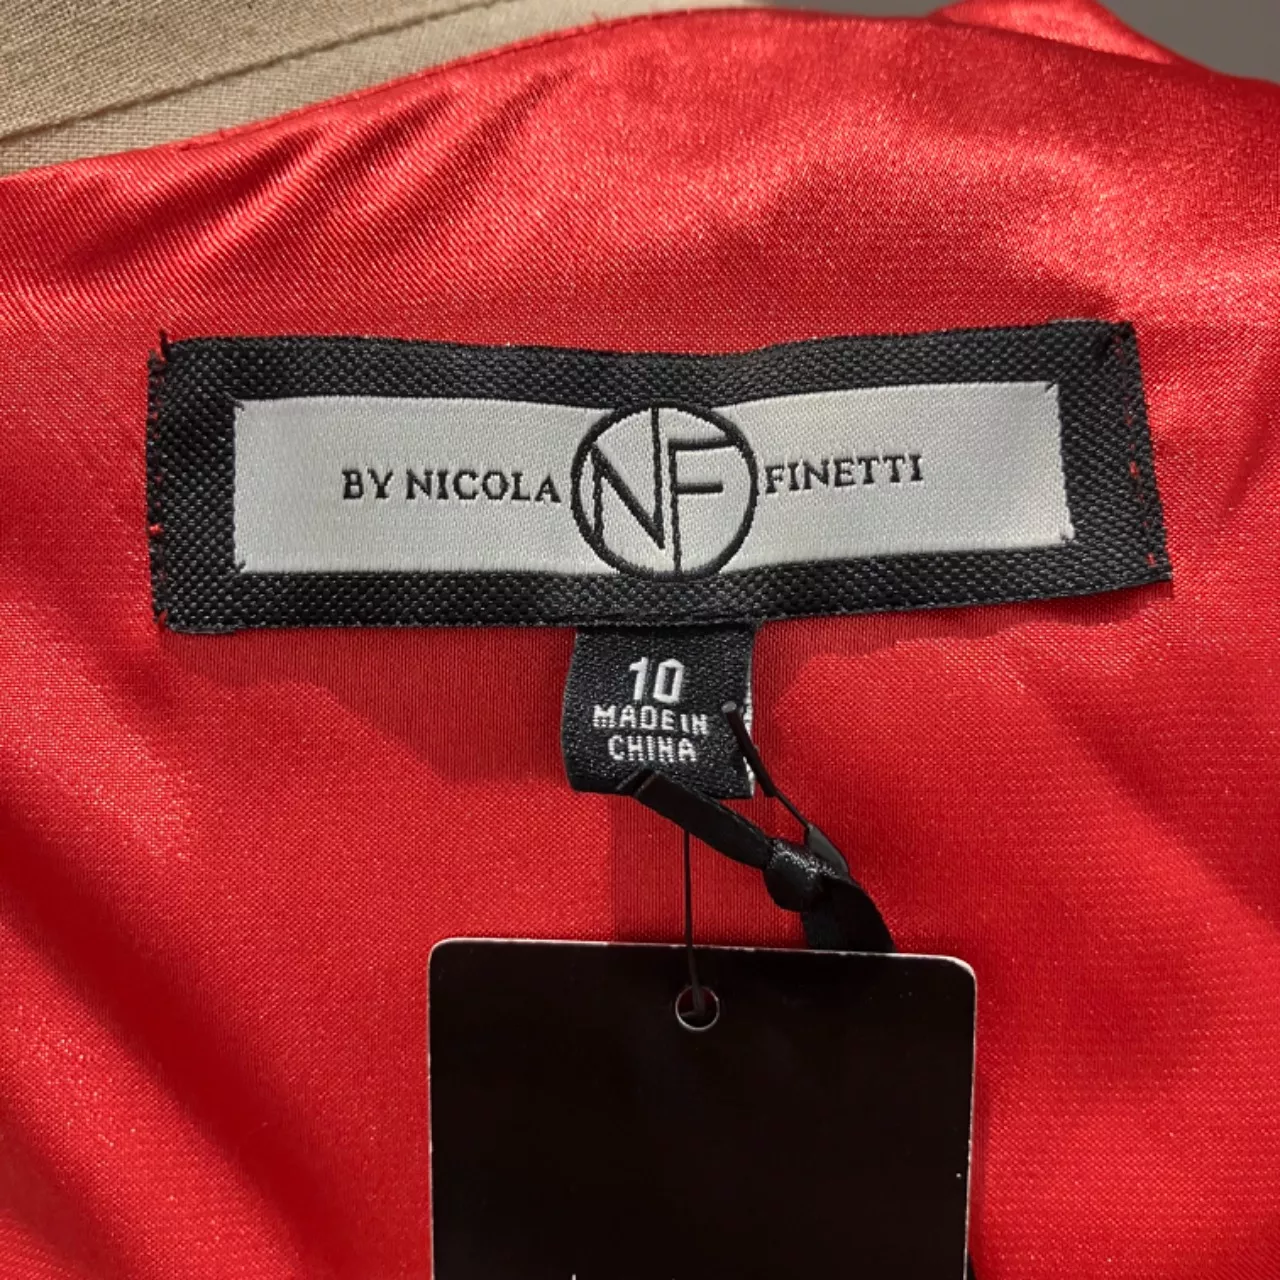 BY NICOLA NF FINETTI
10
MADE IN
CHINA